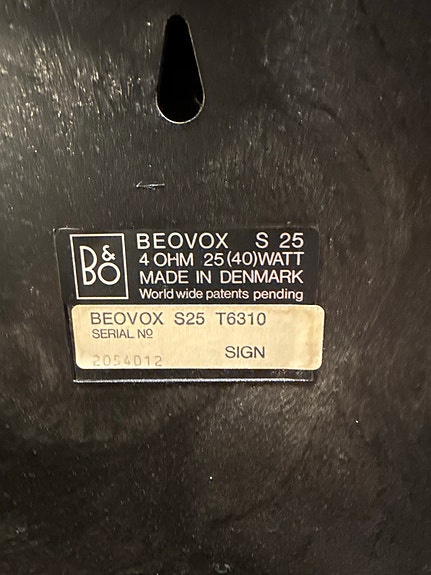 B&O
BEOVOX S 25
4 OHM 25 (40) WATT
MADE IN DENMARK
World wide patents pending
BEOVOX S25 T6310
SERIAL Nº
2054012
SIGN